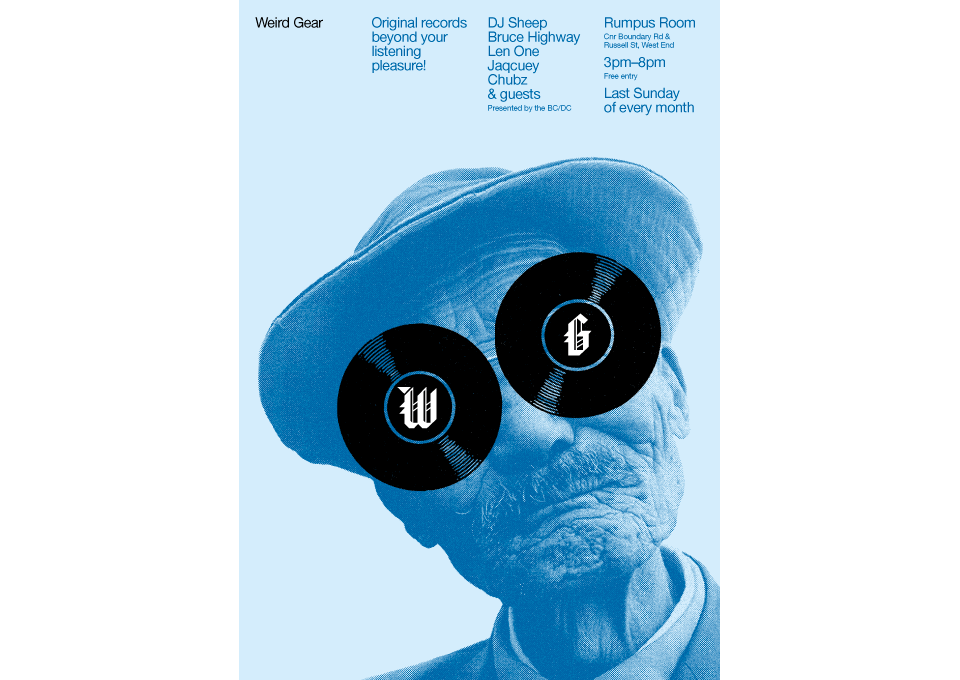 Weird Gear
Original records
beyond your
listening
pleasure!
DJ Sheep
Bruce Highway
Len One
Jaqcuey
Chubz
& guests
Presented by the BC/DC
Rumpus Room
Cnr Boundary Rd &
Russell St, West End
3pm–8pm
Free entry
Last Sunday
of every month
W
G